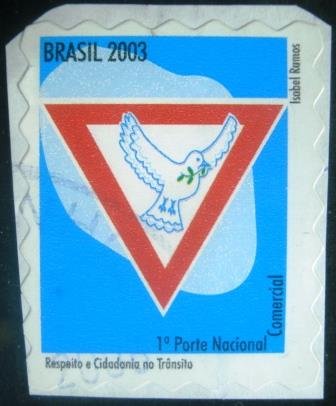 BRASIL 2003
Isabel Ramos
1º Porte Nacional
Comercial
Respeito e Cidadania no Trânsito